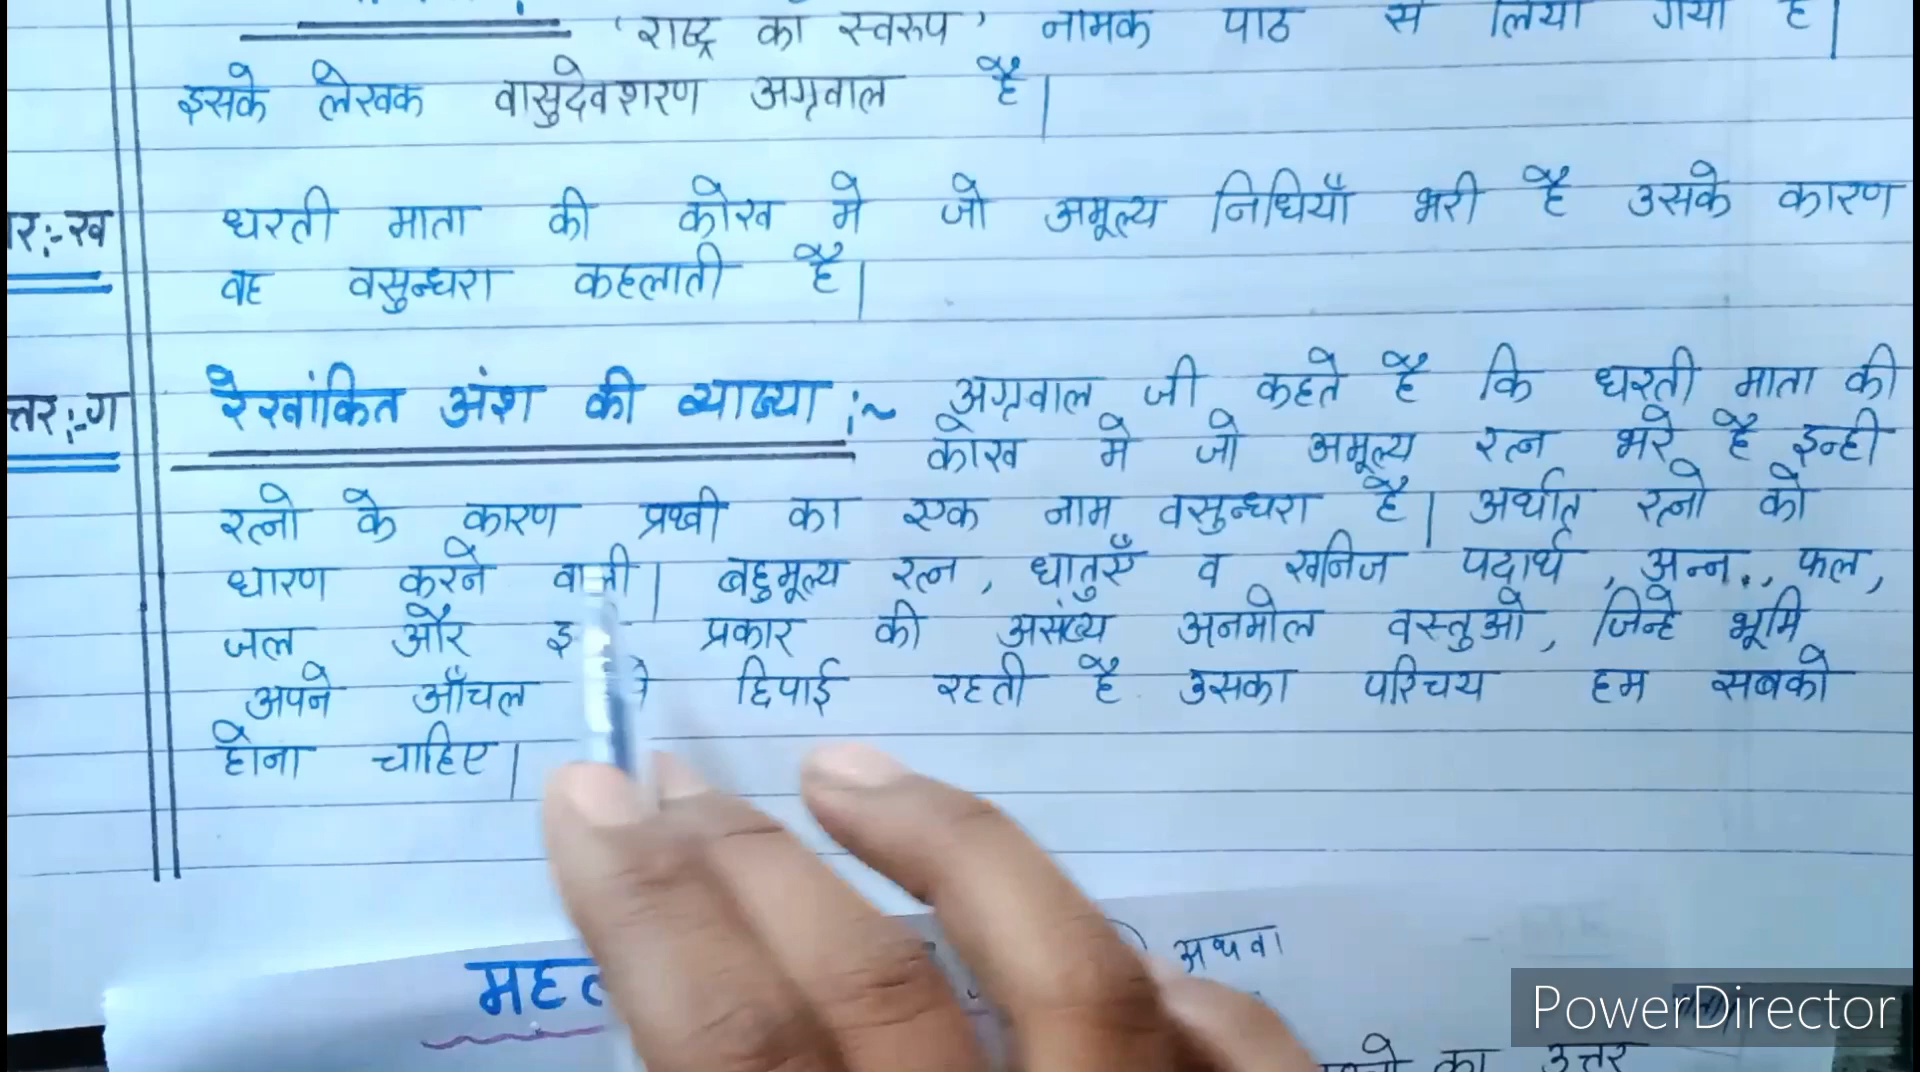 'राष्ट्र का स्वरुप' नामक पाठ से लिया गया है।
इसके लेखक वासुदेवशरण अग्रवाल है।
:-ख धरती माता की कोख मे जो अमूल्य निधियाँ भरी है उसके कारण
वह वसुन्धरा कहलाती है।
त्तर:-ग रेखांकित अंश की व्याख्या :~ अग्रवाल जी कहते है कि धरती माता की
कोख मे जो अमूल्य रत्न भरे है इन्ही
रत्नो के कारण प्रथ्वी का एक नाम वसुन्धरा है। अर्थात् रत्नो को
धारण करने वाली। बहुमूल्य रत्न, धातुएँ व खनिज पदार्थ, अन्न, फल,
जल और प्रकार की असंख्य अनमोल वस्तुओ, जिन्हे भूमि
अपने आँचल छिपाई रहती है उसका परिचय हम सबको
होना चाहिए।
अथवा
का उत्तर
PowerDirector